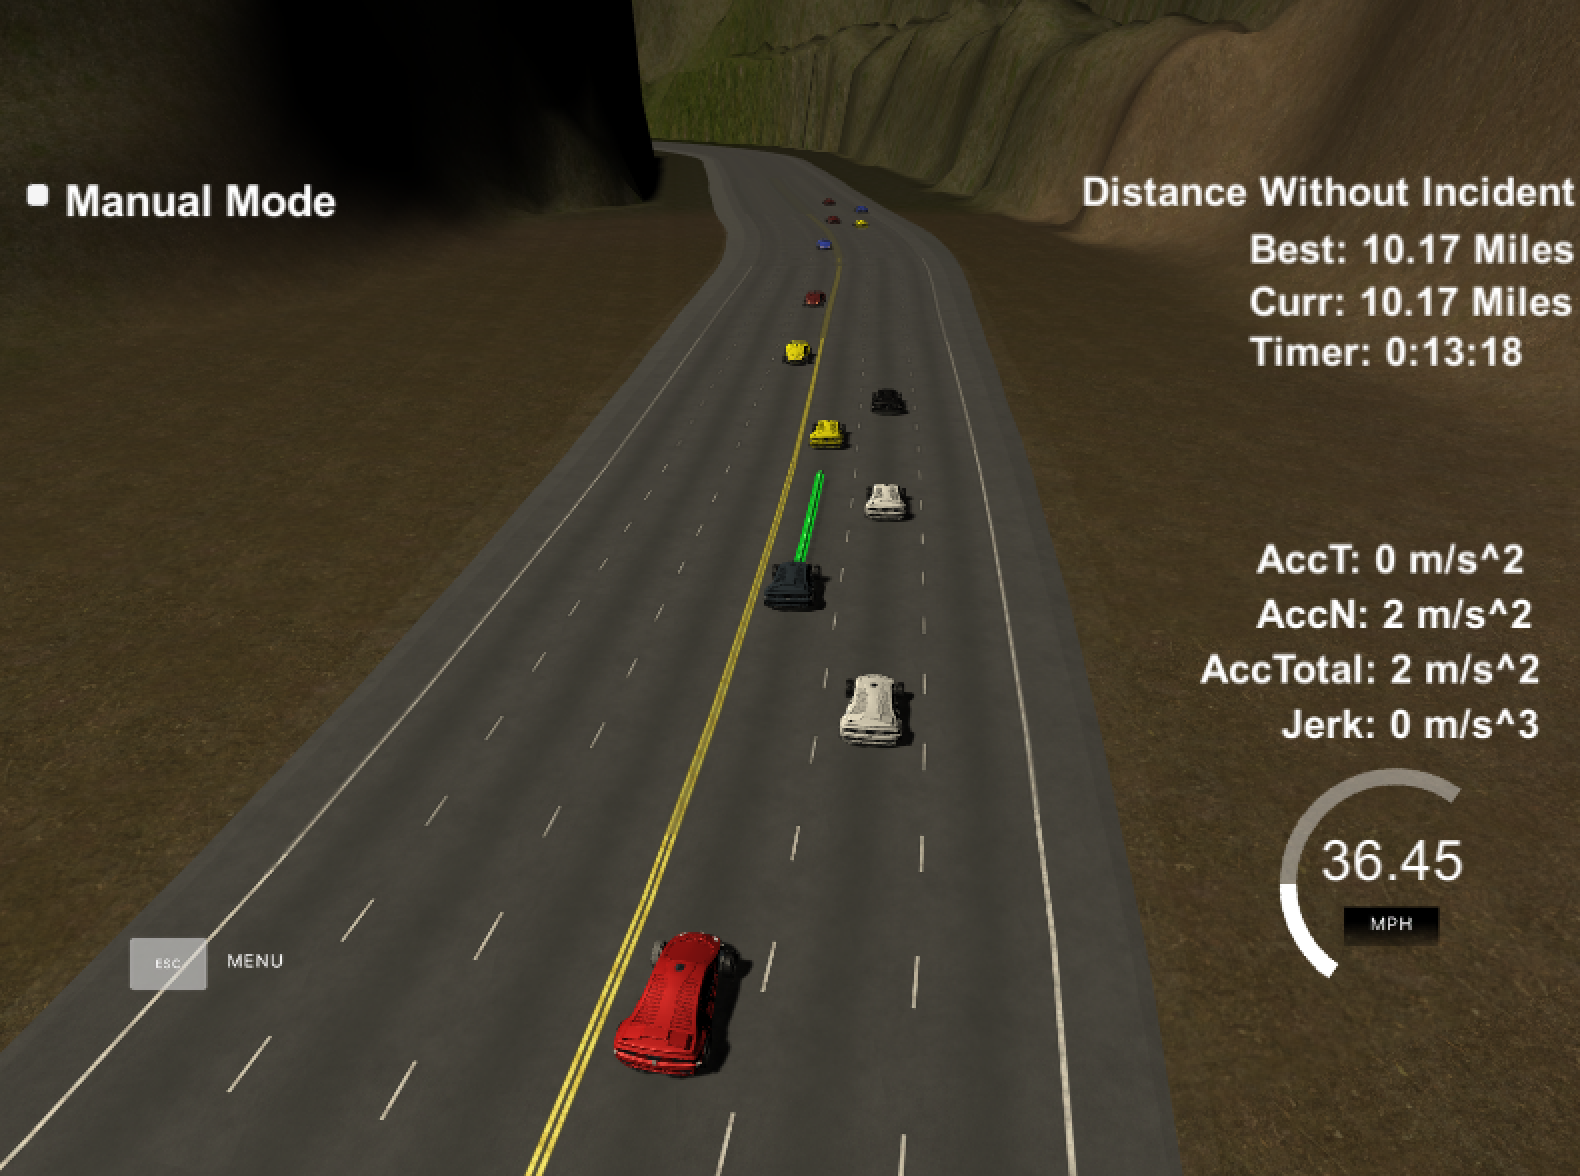 Manual Mode
Distance Without Incident
Best: 10.17 Miles
Curr: 10.17 Miles
Timer: 0:13:18
AccT: 0 m/s^2
AccN: 2 m/s^2
AccTotal: 2 m/s^2
Jerk: 0 m/s^3
36.45
MPH
ESC MENU